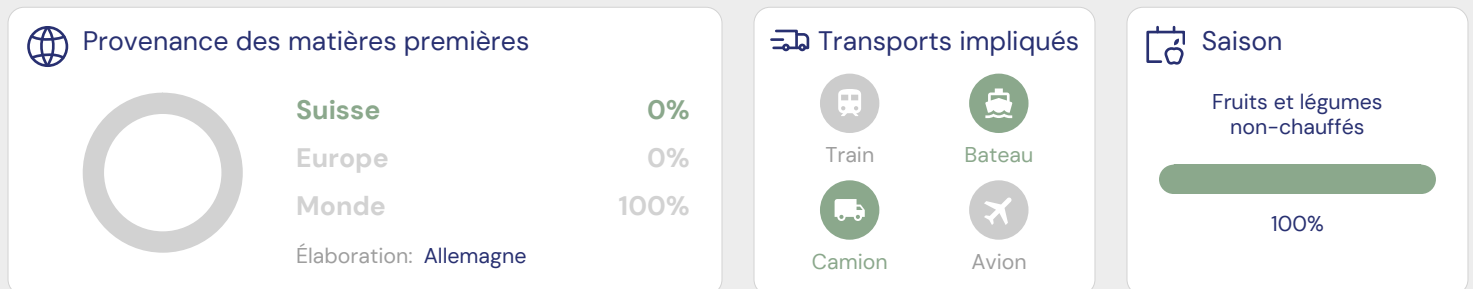 Provenance des matières premières
Suisse 0%
Europe 0%
Monde 100%
Élaboration: Allemagne
Transports impliqués
Train Bateau
Camion Avion
Saison
Fruits et légumes
non-chauffés
100%